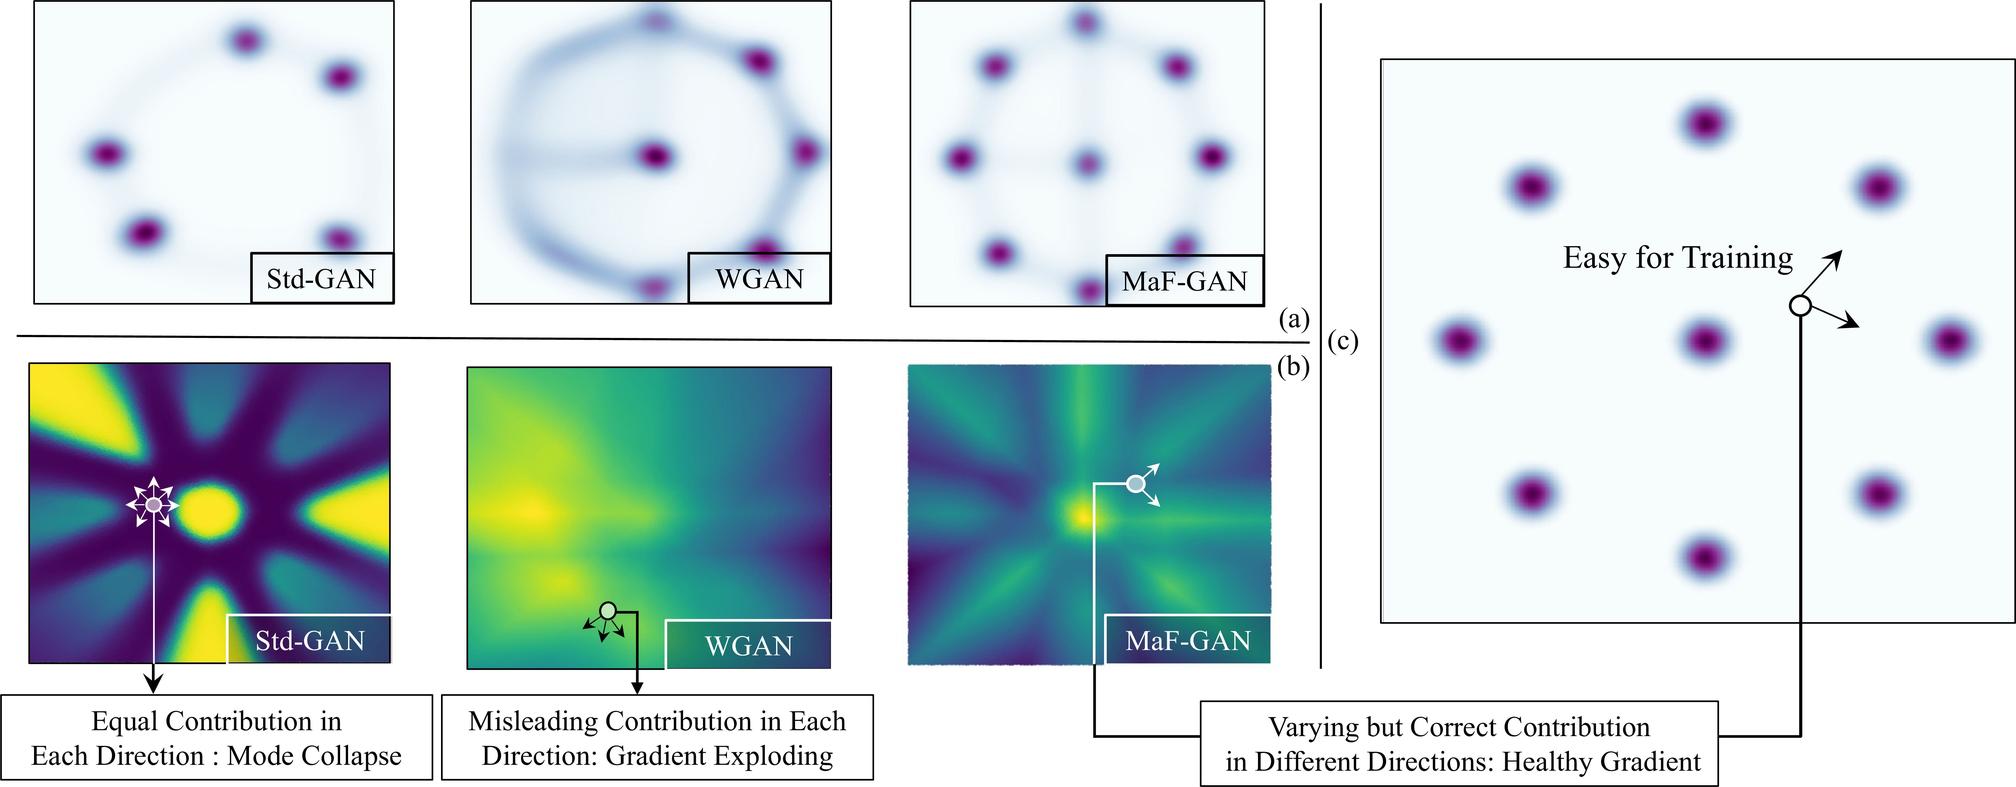 Std-GAN
WGAN
MaF-GAN
(a)
(b)
(c)
Easy for Training
Std-GAN
WGAN
MaF-GAN
Equal Contribution in
Each Direction : Mode Collapse
Misleading Contribution in Each
Direction: Gradient Exploding
Varying but Correct Contribution
in Different Directions: Healthy Gradient